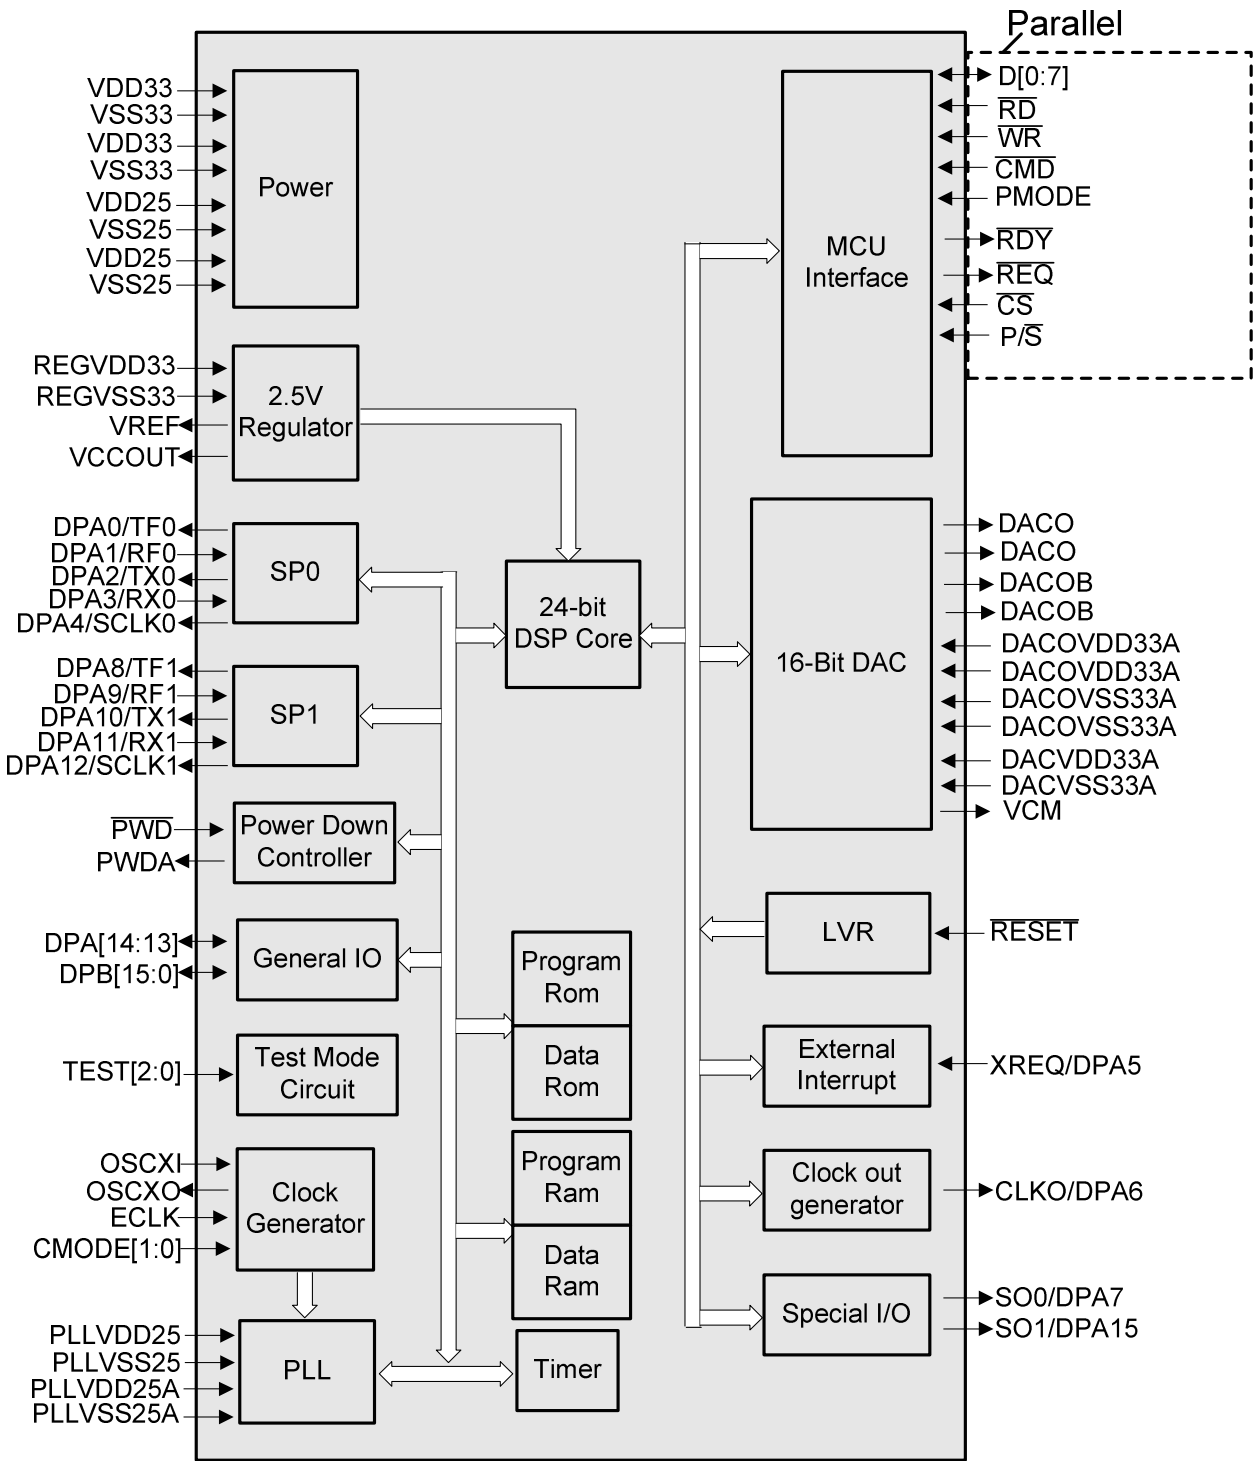 Parallel
VDD33
VSS33
VDD33
VSS33
VDD25
VSS25
VDD25
VSS25
Power
REGVDD33
REGVSS33
VREF
VCCOUT
2.5V
Regulator
DPA0/TF0
DPA1/RF0
DPA2/TX0
DPA3/RX0
DPA4/SCLK0
SP0
DPA8/TF1
DPA9/RF1
DPA10/TX1
DPA11/RX1
DPA12/SCLK1
SP1
PWD
PWDA
Power Down
Controller
DPA[14:13]
DPB[15:0]
General IO
TEST[2:0]
Test Mode
Circuit
OSCXI
OSCXO
ECLK
CMODE[1:0]
Clock
Generator
PLLVDD25
PLLVSS25
PLLVDD25A
PLLVSS25A
PLL
24-bit
DSP Core
Program
Rom
Data
Rom
Program
Ram
Data
Ram
Timer
MCU
Interface
D[0:7]
RD
WR
CMD
PMODE
RDY
REQ
CS
P/S
16-Bit DAC
DACO
DACO
DACOB
DACOB
DACOVDD33A
DACOVDD33A
DACOVSS33A
DACOVSS33A
DACVDD33A
DACVSS33A
VCM
LVR
RESET
External
Interrupt
XREQ/DPA5
Clock out
generator
CLKO/DPA6
Special I/O
SO0/DPA7
SO1/DPA15